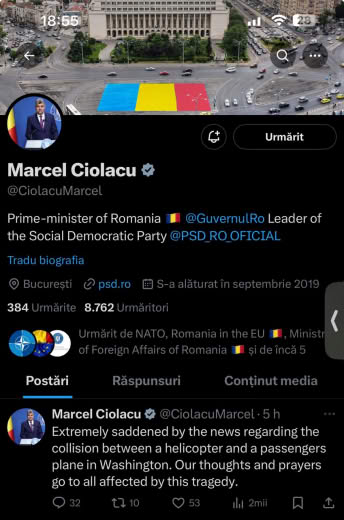 18:55
28
Urmărit
Marcel Ciolacu
@CiolacuMarcel
Prime-minister of Romania 🇷🇴 @GuvernulRo Leader of
the Social Democratic Party @PSD_RO_OFICIAL
Tradu biografia
București psd.ro S-a alăturat în septembrie 2019
384 Urmărite 8.762 Urmăritori
Urmărit de NATO, Romania in the EU 🇷🇴, Ministr
of Foreign Affairs of Romania 🇷🇴 și de încă 5
Postări Răspunsuri Conținut media
Marcel Ciolacu @CiolacuMarcel · 5 h
Extremely saddened by the news regarding the
collision between a helicopter and a passengers
plane in Washington. Our thoughts and prayers
go to all affected by this tragedy.
32 10 53 2mii